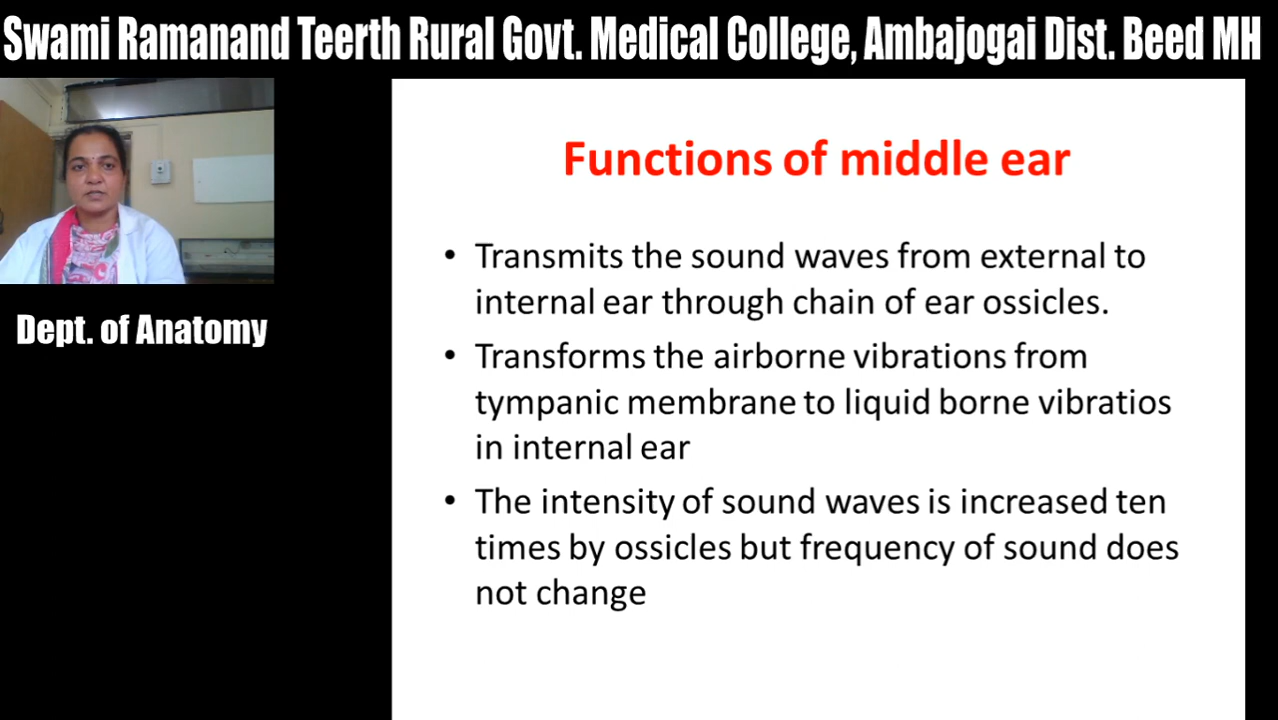 Swami Ramanand Teerth Rural Govt. Medical College, Ambajogai Dist. Beed MH
Dept. of Anatomy
Functions of middle ear
• Transmits the sound waves from external to
internal ear through chain of ear ossicles.
• Transforms the airborne vibrations from
tympanic membrane to liquid borne vibratios
in internal ear
• The intensity of sound waves is increased ten
times by ossicles but frequency of sound does
not change